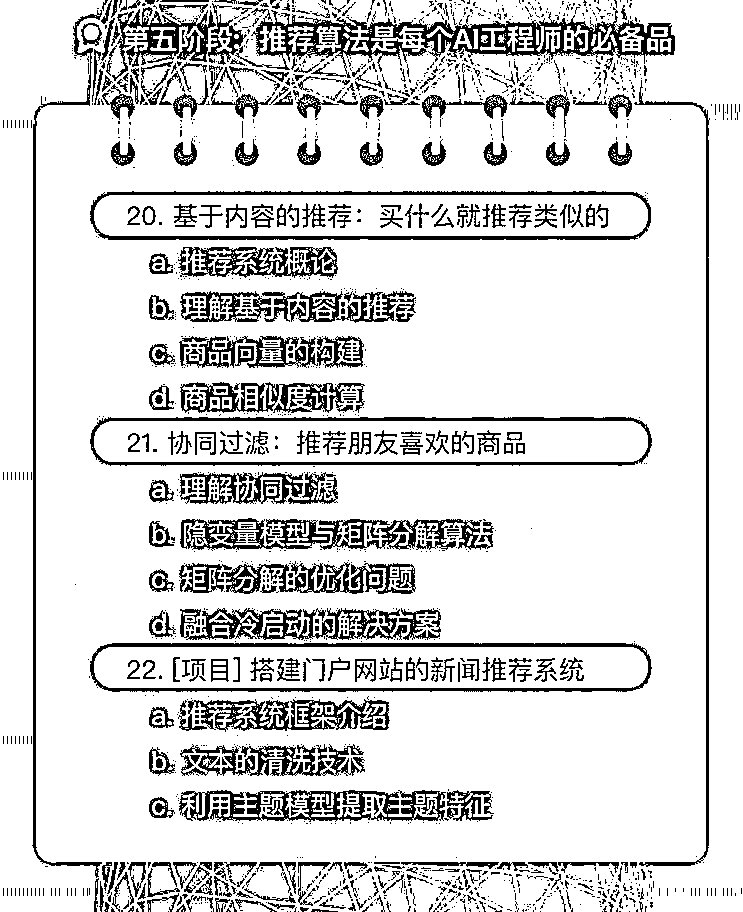 第五阶段：推荐算法是每个AI工程师的必备品
20. 基于内容的推荐：买什么就推荐类似的
a. 推荐系统概论
b. 理解基于内容的推荐
c. 商品向量的构建
d. 商品相似度计算
21. 协同过滤：推荐朋友喜欢的商品
a. 理解协同过滤
b. 隐变量模型与矩阵分解算法
c. 矩阵分解的优化问题
d. 融合冷启动的解决方案
22. [项目] 搭建门户网站的新闻推荐系统
a. 推荐系统框架介绍
b. 文本的清洗技术
c. 利用主题模型提取主题特征